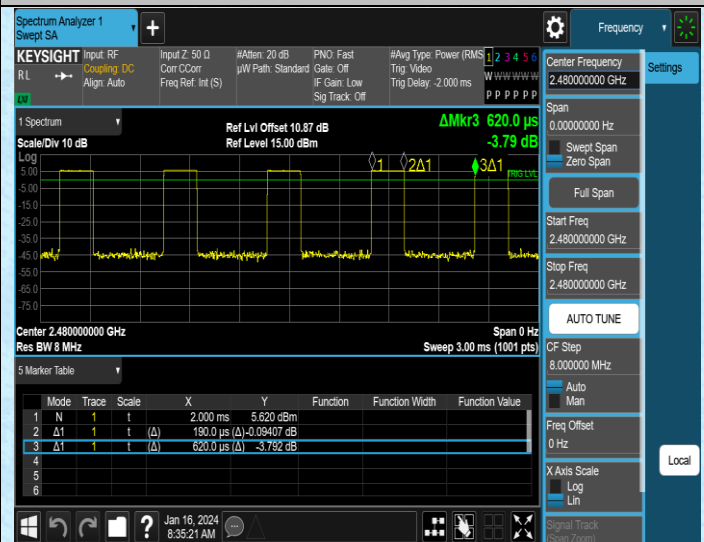 Spectrum Analyzer 1
Swept SA
Frequency
KEYSIGHT
RL
LXI
Input: RF
Coupling: DC
Align: Auto
Input Z: 50 Ω
Corr CCorr
Freq Ref: Int (S)
#Atten: 20 dB
µW Path: Standard
PNO: Fast
Gate: Off
IF Gain: Low
Sig Track: Off
#Avg Type: Power (RMS
Trig: Video
Trig Delay: -2.000 ms
1 2 3 4 5 6
W W W W W W
P P P P P P
1 Spectrum
Scale/Div 10 dB
Ref Lvl Offset 10.87 dB
Ref Level 15.00 dBm
ΔMkr3 620.0 µs
-3.79 dB
Log
5.00
-5.00
-15.0
-25.0
-35.0
-45.0
-55.0
-65.0
-75.0
1
2Δ1
3Δ1
TRIG LVL
Center 2.480000000 GHz
Res BW 8 MHz
Span 0 Hz
Sweep 3.00 ms (1001 pts)
5 Marker Table
Mode Trace Scale X Y Function Function Width Function Value
1 N 1 t 2.000 ms 5.620 dBm
2 Δ1 1 t (Δ) 190.0 µs (Δ) -0.09407 dB
3 Δ1 1 t (Δ) 620.0 µs (Δ) -3.792 dB
4
5
6
Jan 16, 2024
8:35:21 AM
Center Frequency
2.480000000 GHz
Settings
Span
0.00000000 Hz
Swept Span
Zero Span
Full Span
Start Freq
2.480000000 GHz
Stop Freq
2.480000000 GHz
AUTO TUNE
CF Step
8.000000 MHz
Auto
Man
Freq Offset
0 Hz
X Axis Scale
Log
Lin
Local
Signal Track
(Span Zoom)